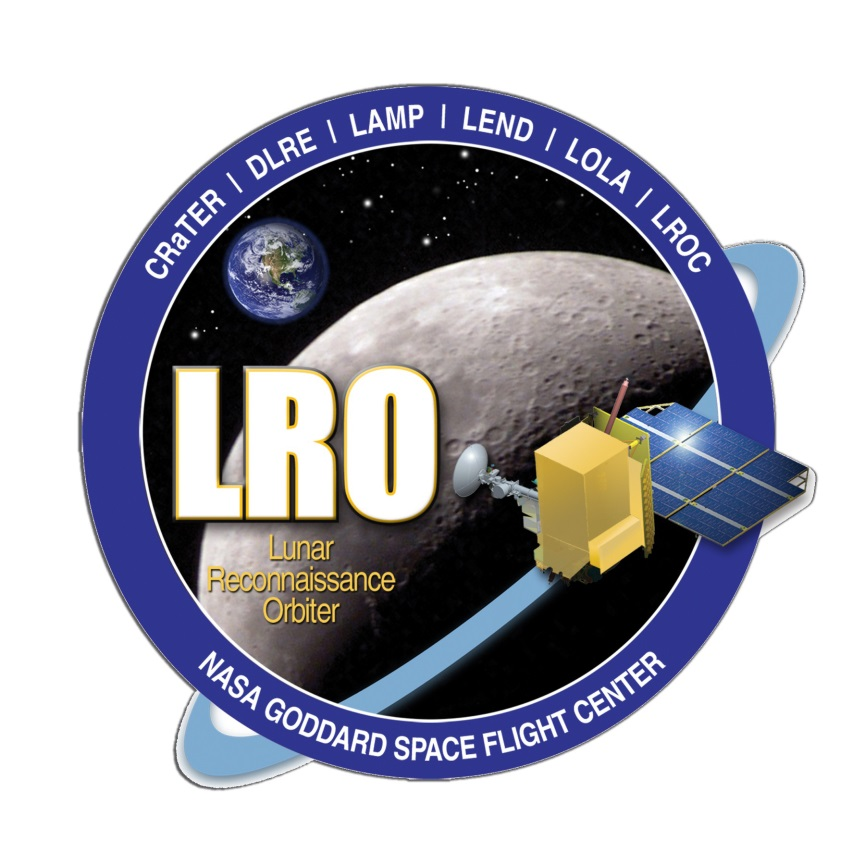 CRaTER | DLRE | LAMP | LEND | LOLA | LROC
LRO
Lunar
Reconnaissance
Orbiter
NASA GODDARD SPACE FLIGHT CENTER